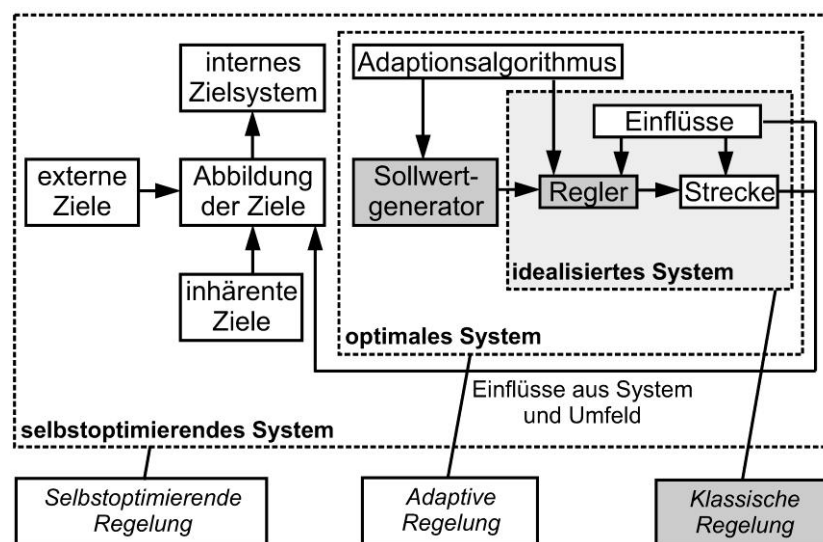 internes
Zielsystem
Adaptionsalgorithmus
Einflüsse
externe
Ziele
Abbildung
der Ziele
Sollwert-
generator
Regler
Strecke
idealisiertes System
inhärente
Ziele
optimales System
Einflüsse aus System
und Umfeld
selbstoptimierendes System
Selbstoptimierende
Regelung
Adaptive
Regelung
Klassische
Regelung